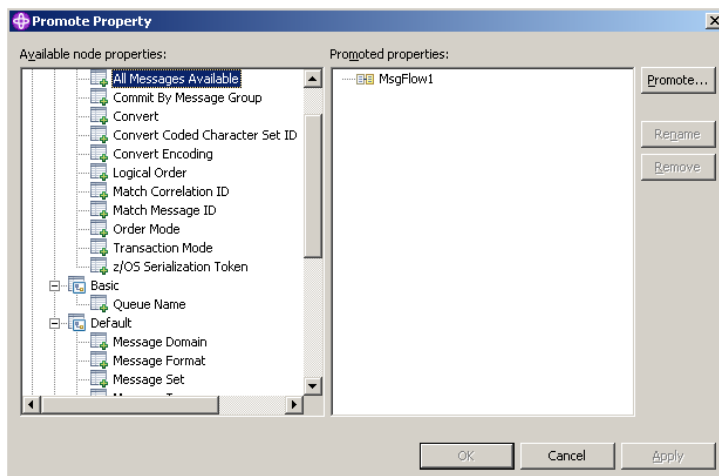 Promote Property
Available node properties:
All Messages Available
Commit By Message Group
Convert
Convert Coded Character Set ID
Convert Encoding
Logical Order
Match Correlation ID
Match Message ID
Order Mode
Transaction Mode
z/OS Serialization Token
Basic
Queue Name
Default
Message Domain
Message Format
Message Set
Promoted properties:
MsgFlow1
Promote...
Rename
Remove
OK
Cancel
Apply